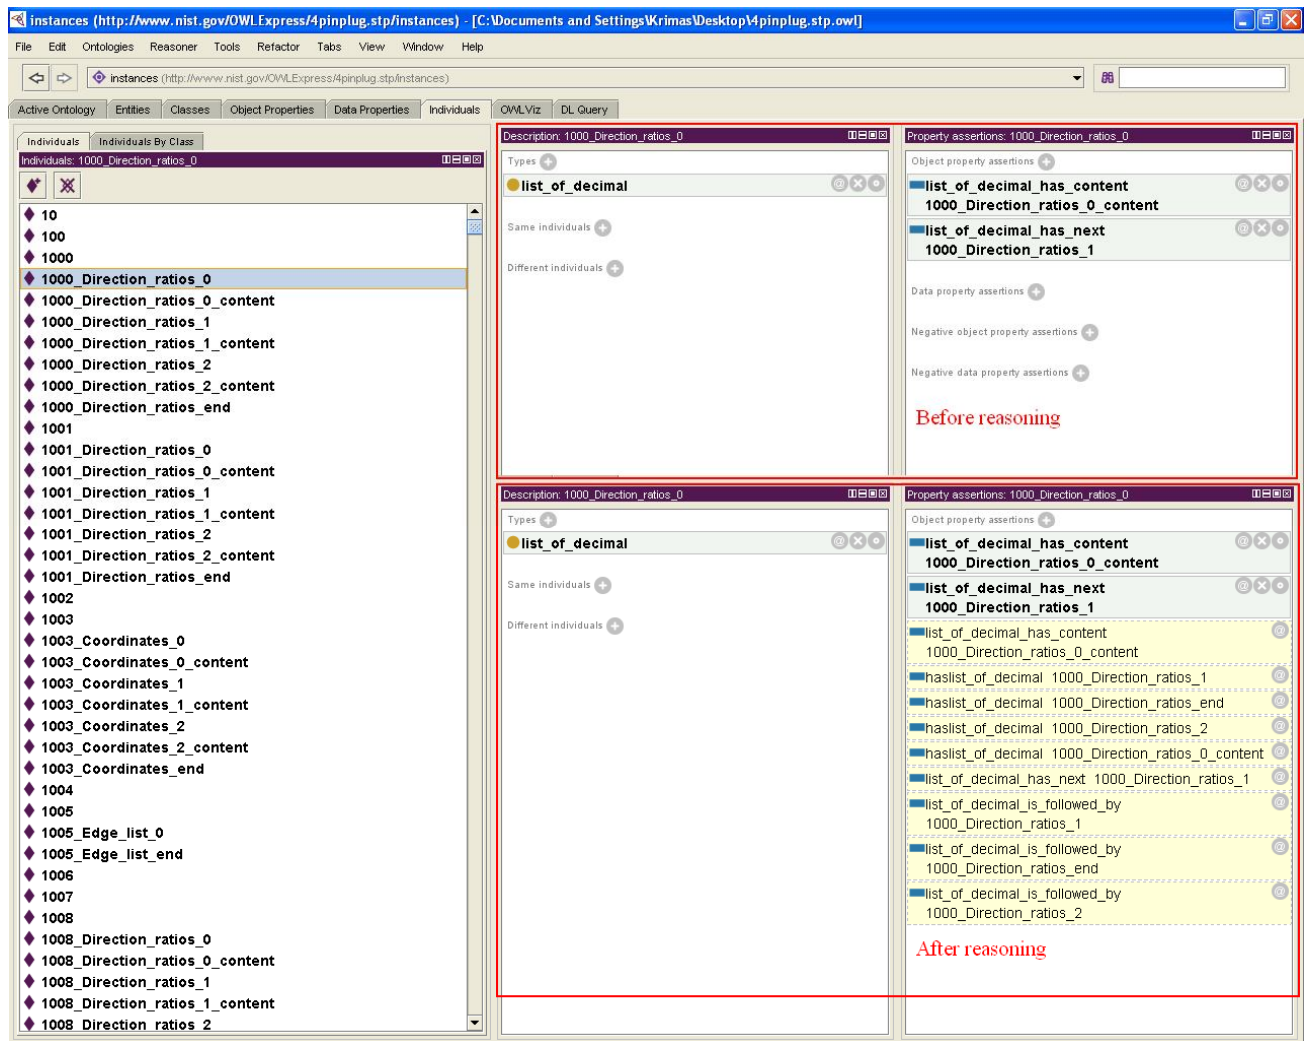 instances (http://www.nist.gov/OWLExpress/4pinplug.stp/instances) - [C:\Documents and Settings\Krimas\Desktop\4pinplug.stp.owl]
File Edit Ontologies Reasoner Tools Refactor Tabs View Window Help
instances (http://www.nist.gov/OWLExpress/4pinplug.stp/instances)
Active Ontology Entities Classes Object Properties Data Properties Individuals OWLViz DL Query
Individuals Individuals By Class
Individuals: 1000_Direction_ratios_0
10
100
1000
1000_Direction_ratios_0
1000_Direction_ratios_0_content
1000_Direction_ratios_1
1000_Direction_ratios_1_content
1000_Direction_ratios_2
1000_Direction_ratios_2_content
1000_Direction_ratios_end
1001
1001_Direction_ratios_0
1001_Direction_ratios_0_content
1001_Direction_ratios_1
1001_Direction_ratios_1_content
1001_Direction_ratios_2
1001_Direction_ratios_2_content
1001_Direction_ratios_end
1002
1003
1003_Coordinates_0
1003_Coordinates_0_content
1003_Coordinates_1
1003_Coordinates_1_content
1003_Coordinates_2
1003_Coordinates_2_content
1003_Coordinates_end
1004
1005
1005_Edge_list_0
1005_Edge_list_end
1006
1007
1008
1008_Direction_ratios_0
1008_Direction_ratios_0_content
1008_Direction_ratios_1
1008_Direction_ratios_1_content
1008_Direction_ratios_2
Description: 1000_Direction_ratios_0
Types
list_of_decimal
Same individuals
Different individuals
Property assertions: 1000_Direction_ratios_0
Object property assertions
list_of_decimal_has_content
1000_Direction_ratios_0_content
list_of_decimal_has_next
1000_Direction_ratios_1
Data property assertions
Negative object property assertions
Negative data property assertions
Before reasoning
Description: 1000_Direction_ratios_0
Types
list_of_decimal
Same individuals
Different individuals
Property assertions: 1000_Direction_ratios_0
Object property assertions
list_of_decimal_has_content
1000_Direction_ratios_0_content
list_of_decimal_has_next
1000_Direction_ratios_1
list_of_decimal_has_content
1000_Direction_ratios_0_content
haslist_of_decimal 1000_Direction_ratios_1
haslist_of_decimal 1000_Direction_ratios_end
haslist_of_decimal 1000_Direction_ratios_2
haslist_of_decimal 1000_Direction_ratios_0_content
list_of_decimal_has_next 1000_Direction_ratios_1
list_of_decimal_is_followed_by
1000_Direction_ratios_1
list_of_decimal_is_followed_by
1000_Direction_ratios_end
list_of_decimal_is_followed_by
1000_Direction_ratios_2
After reasoning